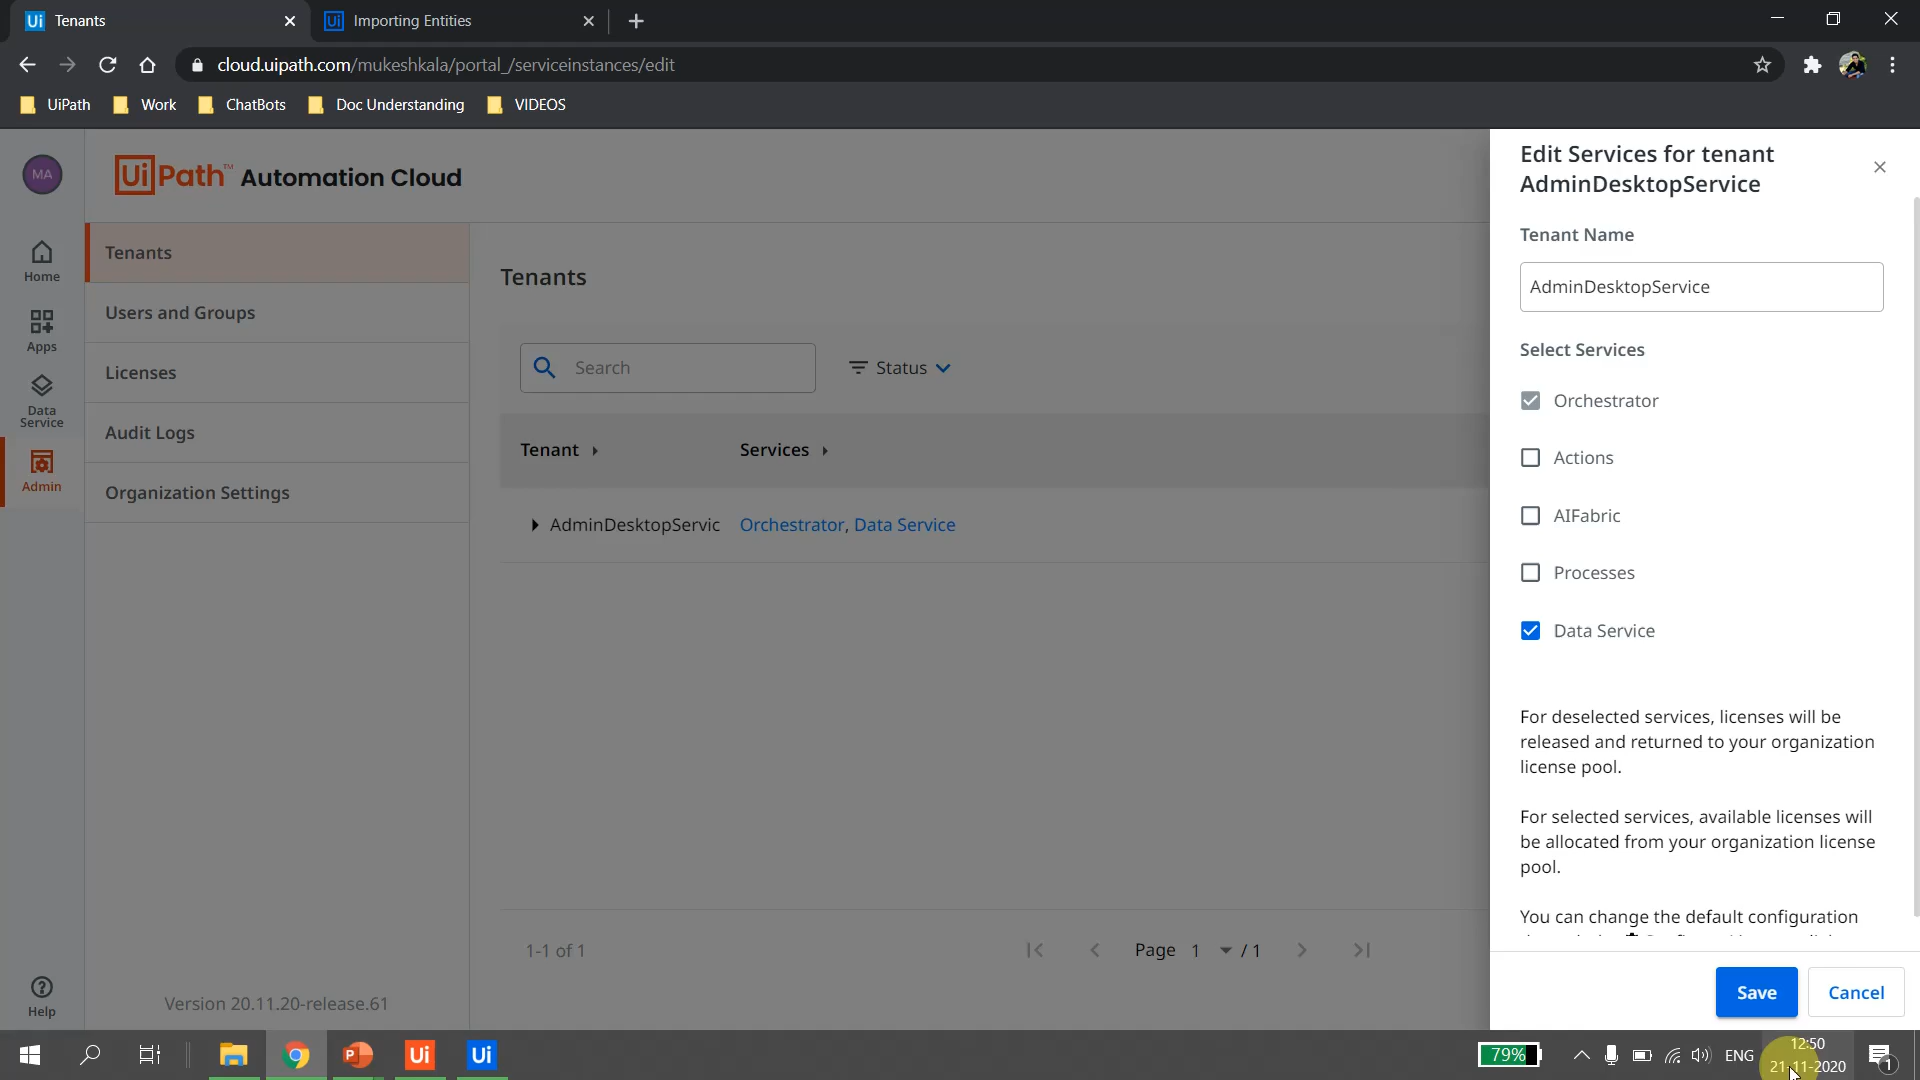 Tenants
Importing Entities
cloud.uipath.com/mukeshkala/portal_/serviceinstances/edit
UiPath
Work
ChatBots
Doc Understanding
VIDEOS
MA
UiPath™ Automation Cloud
Home
Apps
Data
Service
Admin
Help
Tenants
Users and Groups
Licenses
Audit Logs
Organization Settings
Version 20.11.20-release.61
Tenants
Search
Status
Tenant
Services
AdminDesktopServic
Orchestrator, Data Service
1-1 of 1
Page 1 / 1
Edit Services for tenant
AdminDesktopService
Tenant Name
AdminDesktopService
Select Services
Orchestrator
Actions
AIFabric
Processes
Data Service
For deselected services, licenses will be
released and returned to your organization
license pool.
For selected services, available licenses will
be allocated from your organization license
pool.
You can change the default configuration
Save
Cancel
79%
ENG
12:50
21-11-2020
1